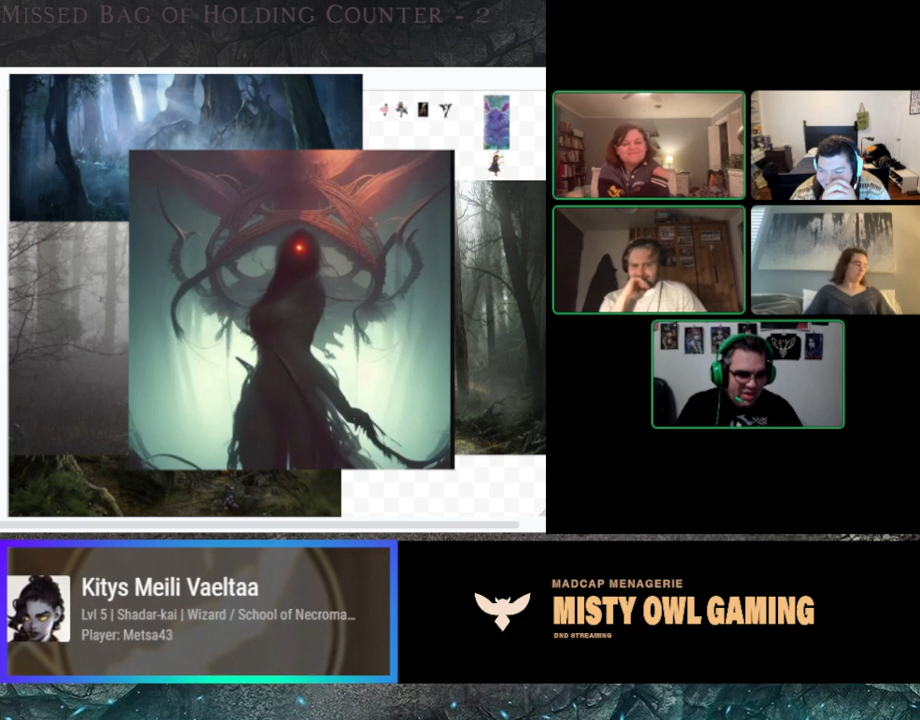 Missed Bag of Holding Counter - 2
Kitys Meili Vaeltaa
Lvl 5 | Shadar-kai | Wizard / School of Necroma...
Player: Metsa43
MADCAP MENAGERIE
MISTY OWL GAMING
DND STREAMING